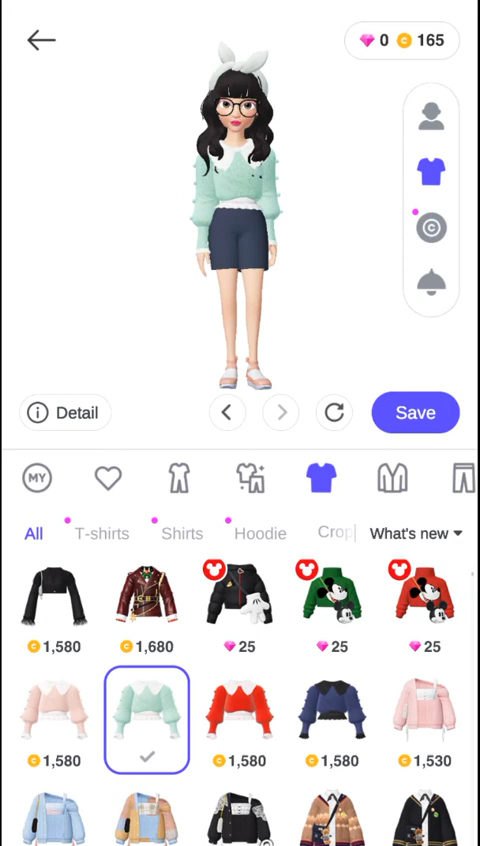 0 165
Detail
Save
MY
All T-shirts Shirts Hoodie Crop What's new
1,580 1,680 25 25 25
1,580 1,580 1,580 1,530